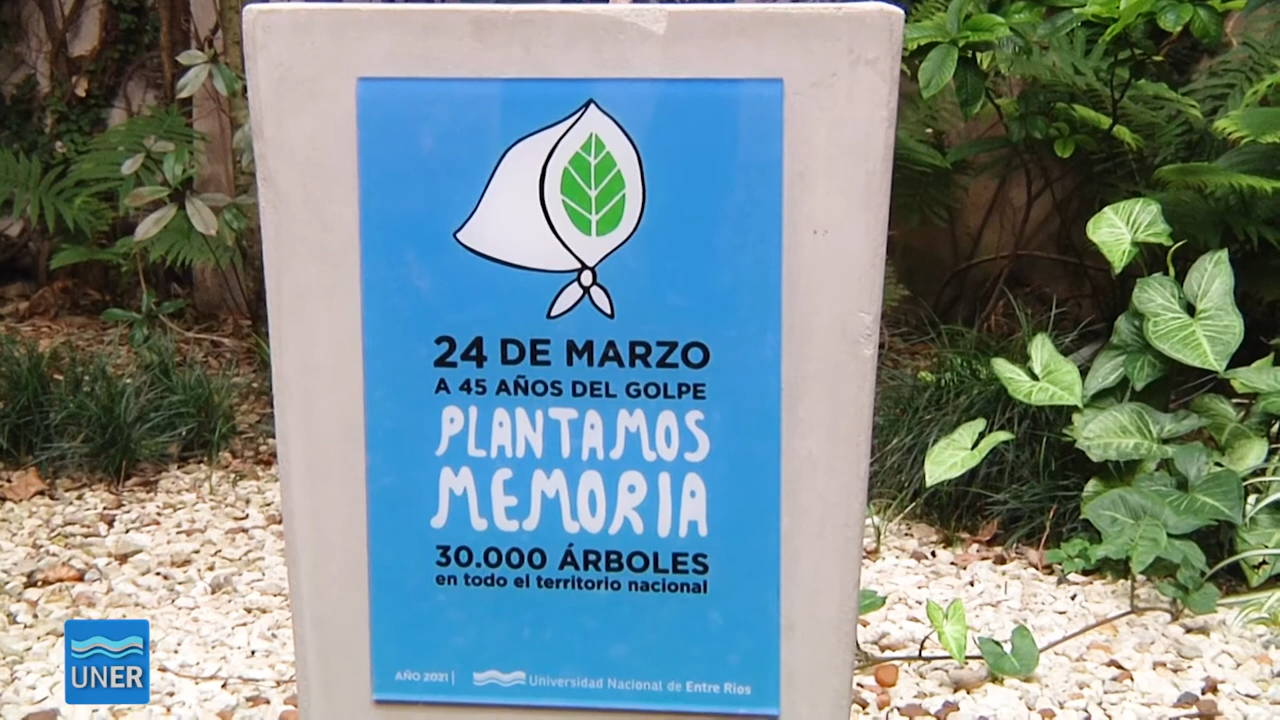 24 DE MARZO
A 45 AÑOS DEL GOLPE
PLANTAMOS
MEMORIA
30.000 ÁRBOLES
en todo el territorio nacional
AÑO 2021 | Universidad Nacional de Entre Ríos
UNER